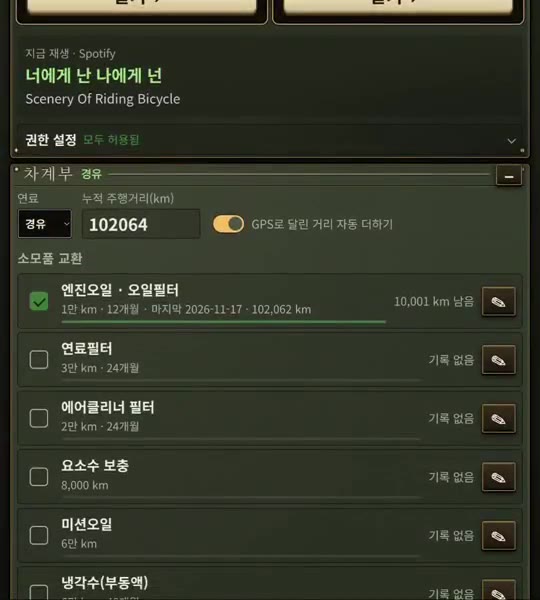 지금 재생 · Spotify
너에게 난 나에게 넌
Scenery Of Riding Bicycle
권한 설정 모두 허용됨
차계부 경유
연료 누적 주행거리(km)
경유 102064 GPS로 달린 거리 자동 더하기
소모품 교환
엔진오일 · 오일필터
1만 km · 12개월 · 마지막 2026-11-17 · 102,062 km 10,001 km 남음
연료필터
3만 km · 24개월 기록 없음
에어클리너 필터
2만 km · 24개월 기록 없음
요소수 보충
8,000 km 기록 없음
미션오일
6만 km 기록 없음
냉각수(부동액)
기록 없음